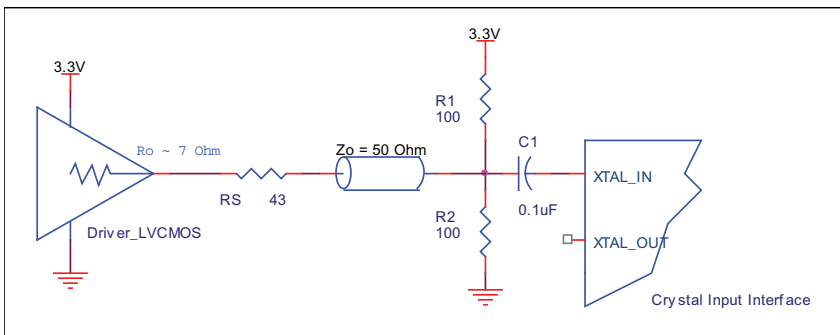 3.3V
3.3V
R1
100
Ro ~ 7 Ohm
Zo = 50 Ohm
C1
XTAL_IN
RS 43
0.1uF
R2
100
Driver_LVCMOS
XTAL_OUT
Crystal Input Interface